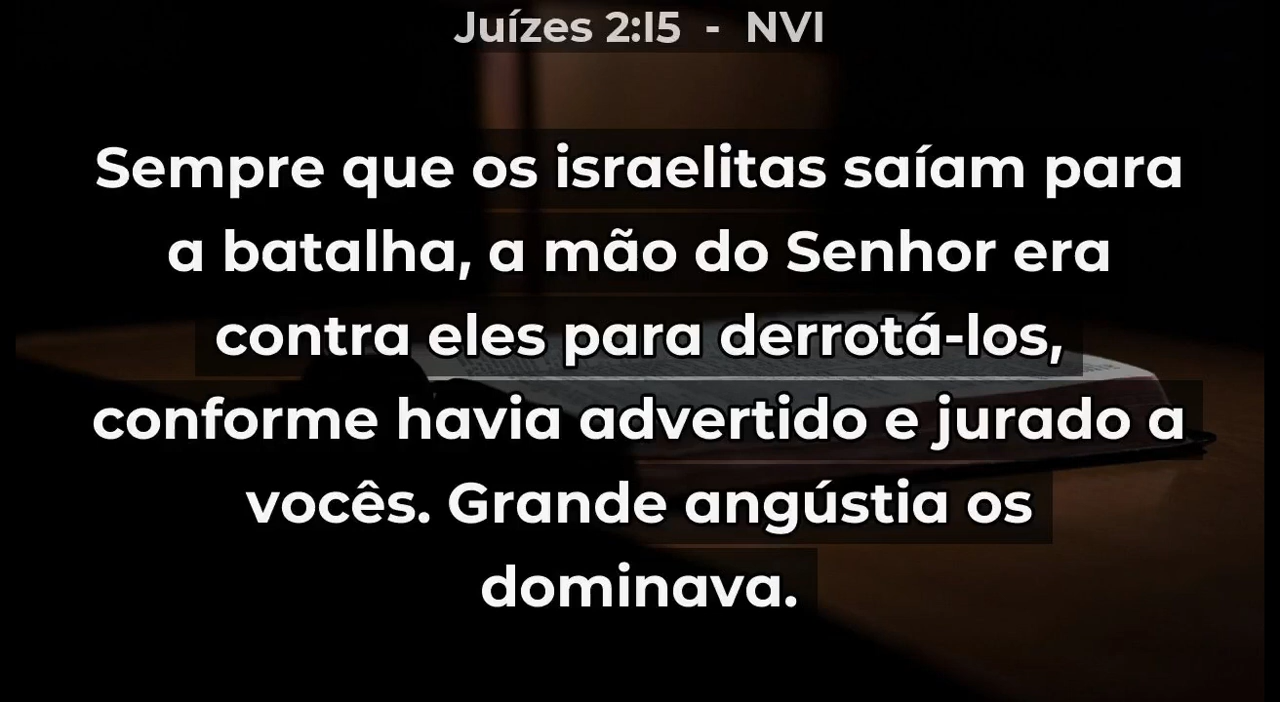 Juízes 2:15 - NVI
Sempre que os israelitas saíam para
a batalha, a mão do Senhor era
contra eles para derrotá-los,
conforme havia advertido e jurado a
vocês. Grande angústia os
dominava.